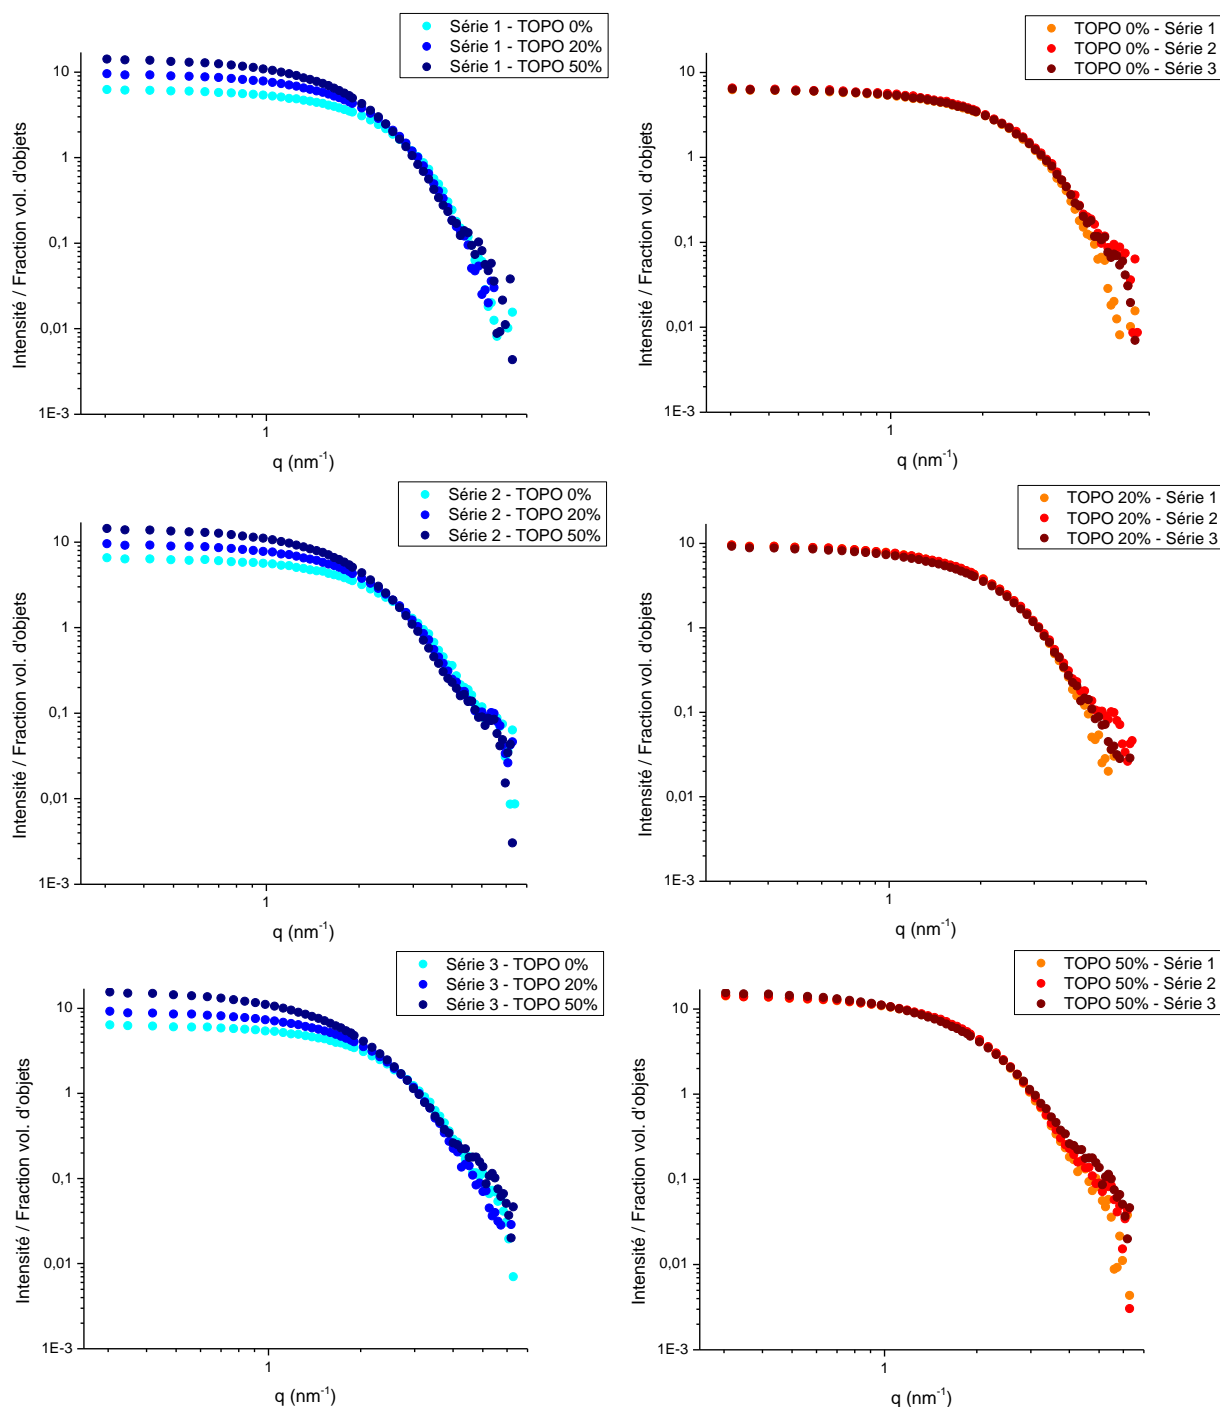 Série 1 - TOPO 0%
Série 1 - TOPO 20%
Série 1 - TOPO 50%
10
1
0,1
0,01
1E-3
1
Intensité / Fraction vol. d'objets
q (nm⁻¹)
TOPO 0% - Série 1
TOPO 0% - Série 2
TOPO 0% - Série 3
10
1
0,1
0,01
1E-3
1
Intensité / Fraction vol. d'objets
q (nm⁻¹)
Série 2 - TOPO 0%
Série 2 - TOPO 20%
Série 2 - TOPO 50%
10
1
0,1
0,01
1E-3
1
Intensité / Fraction vol. d'objets
q (nm⁻¹)
TOPO 20% - Série 1
TOPO 20% - Série 2
TOPO 20% - Série 3
10
1
0,1
0,01
1E-3
1
Intensité / Fraction vol. d'objets
q (nm⁻¹)
Série 3 - TOPO 0%
Série 3 - TOPO 20%
Série 3 - TOPO 50%
10
1
0,1
0,01
1E-3
1
Intensité / Fraction vol. d'objets
q (nm⁻¹)
TOPO 50% - Série 1
TOPO 50% - Série 2
TOPO 50% - Série 3
10
1
0,1
0,01
1E-3
1
Intensité / Fraction vol. d'objets
q (nm⁻¹)